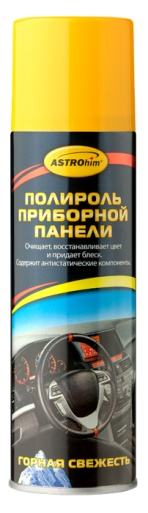 ASTROhim
ПОЛИРОЛЬ
ПРИБОРНОЙ
ПАНЕЛИ
Очищает, восстанавливает цвет
и придает блеск.
Содержит антистатические компоненты.
ГОРНАЯ СВЕЖЕСТЬ